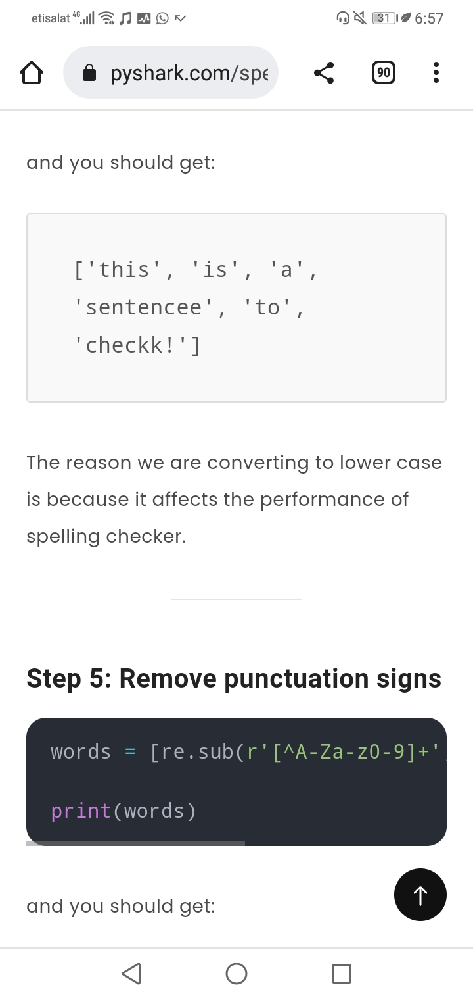 etisalat 4G 31 6:57
pyshark.com/spe 90
and you should get:
['this', 'is', 'a',
'sentencee', 'to',
'checkk!']
The reason we are converting to lower case
is because it affects the performance of
spelling checker.
Step 5: Remove punctuation signs
words = [re.sub(r'[^A-Za-z0-9]+'
print(words)
and you should get: